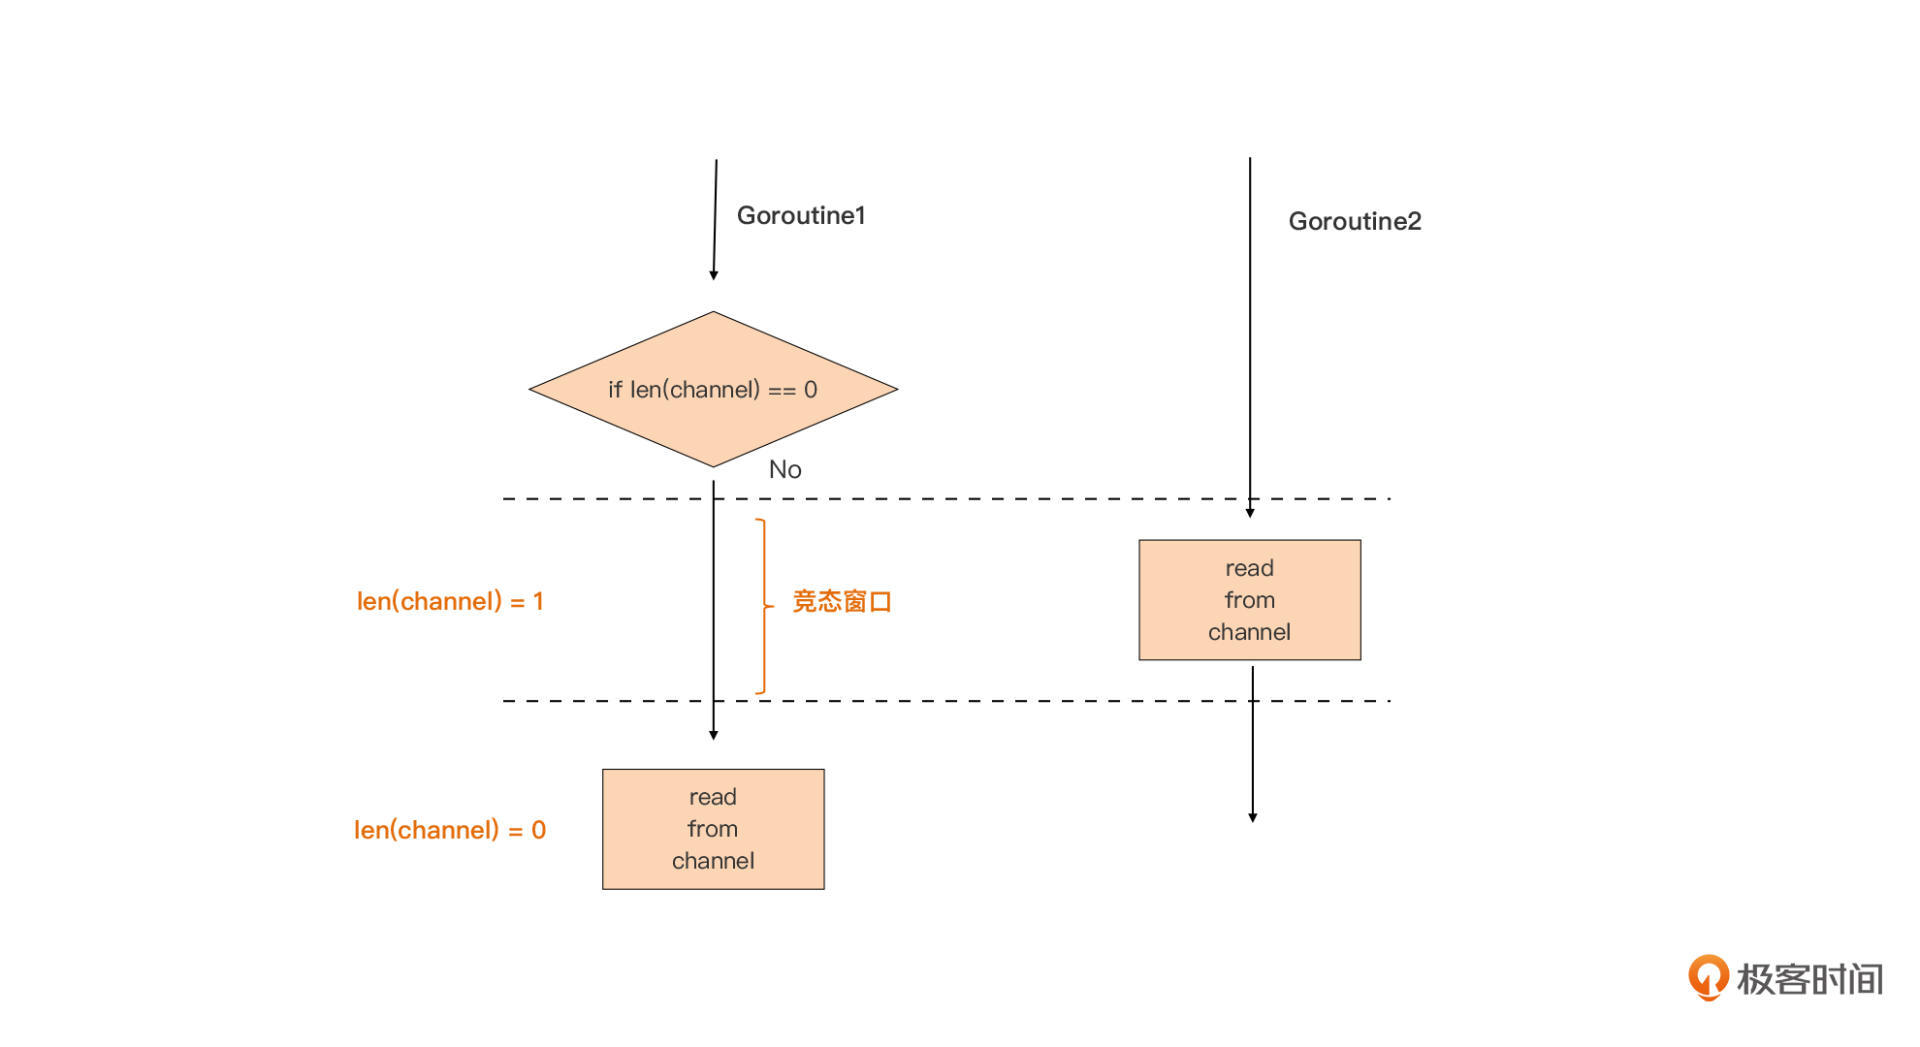 Goroutine1
Goroutine2
if len(channel) == 0
No
len(channel) = 1
竞态窗口
read
from
channel
len(channel) = 0
read
from
channel
极客时间